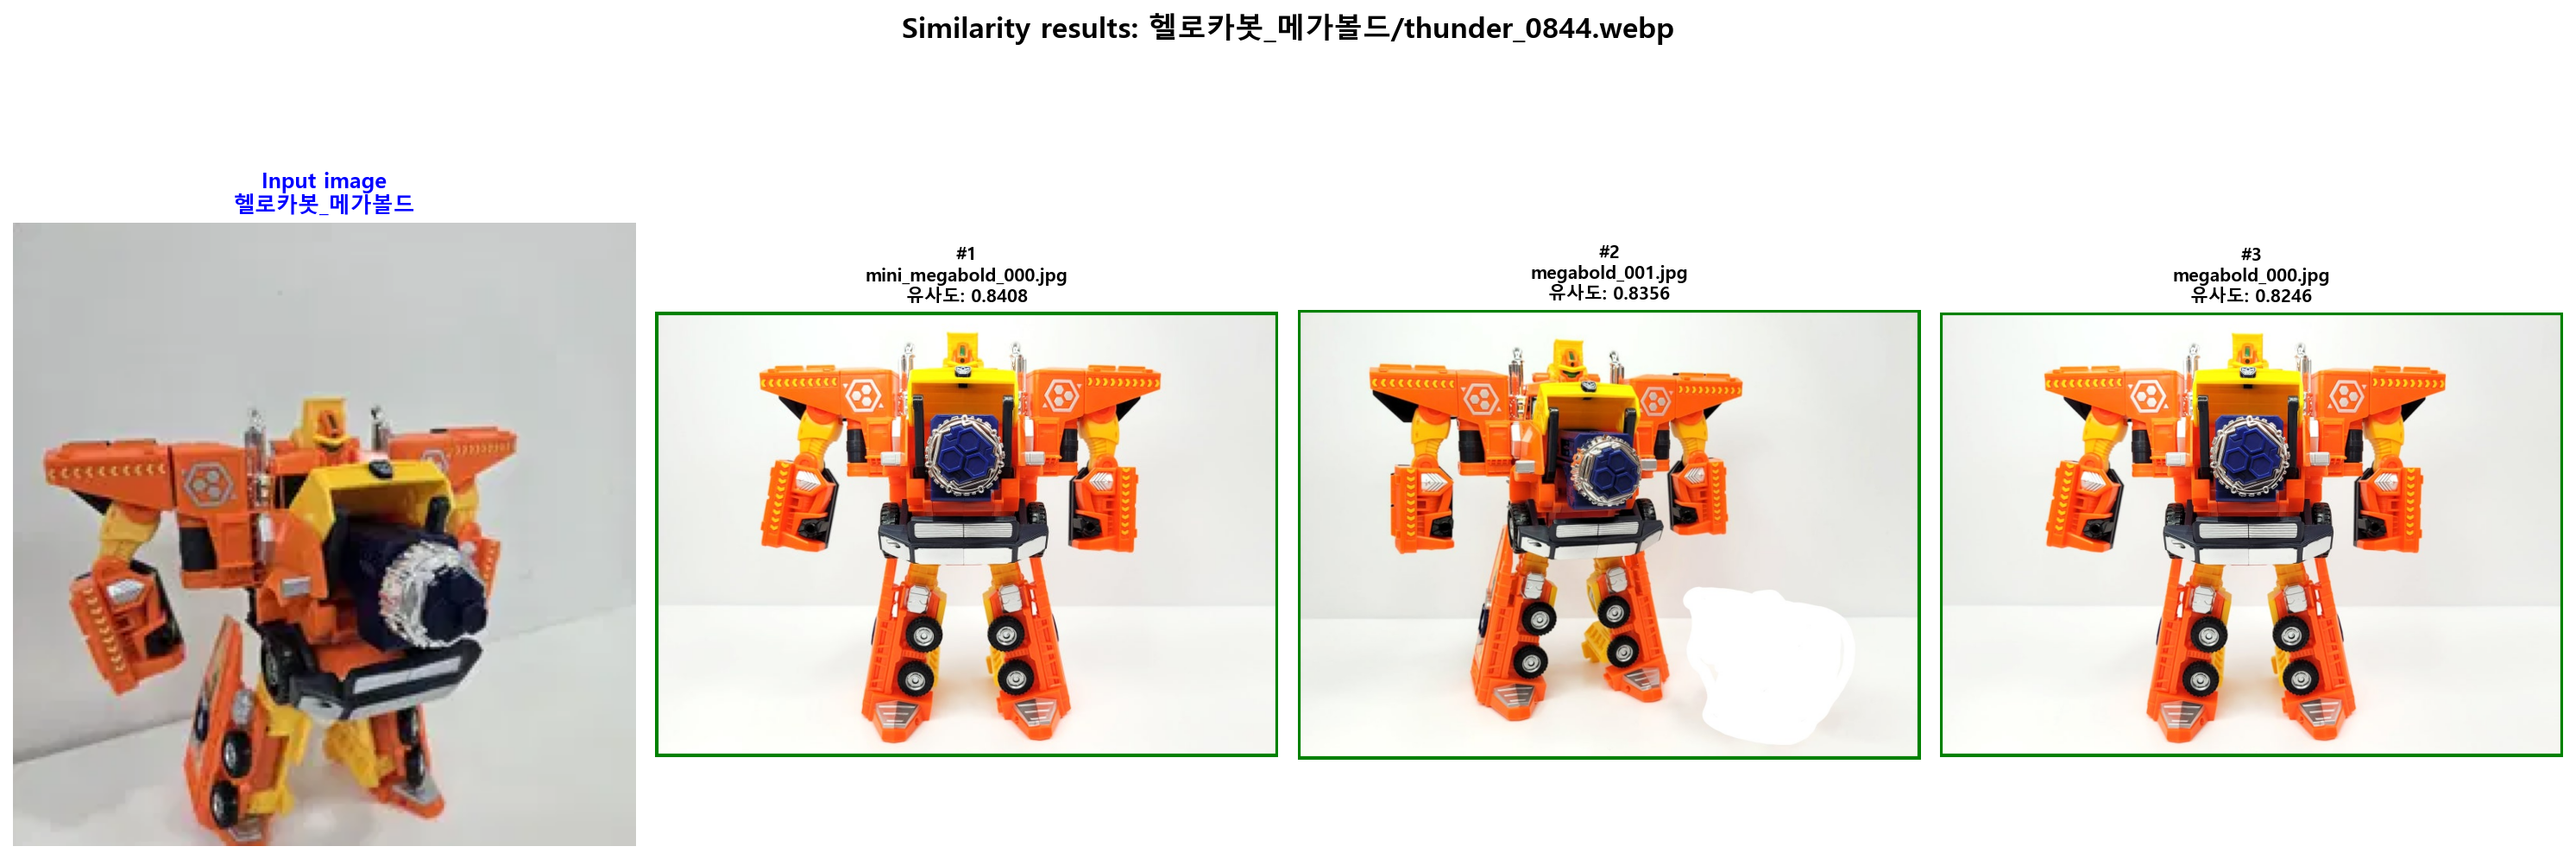 Similarity results: 헬로카봇_메가볼드/thunder_0844.webp
Input image
헬로카봇_메가볼드
#1
mini_megabold_000.jpg
유사도: 0.8408
#2
megabold_001.jpg
유사도: 0.8356
#3
megabold_000.jpg
유사도: 0.8246